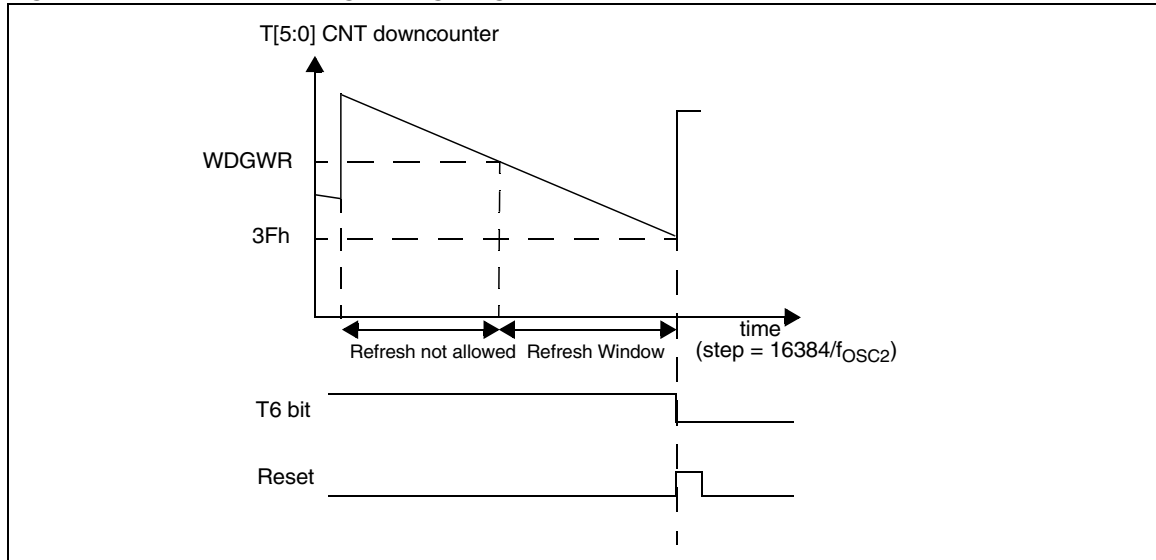 T[5:0] CNT downcounter
WDGWR
3Fh
time
Refresh not allowed Refresh Window (step = 16384/fOSC2)
T6 bit
Reset